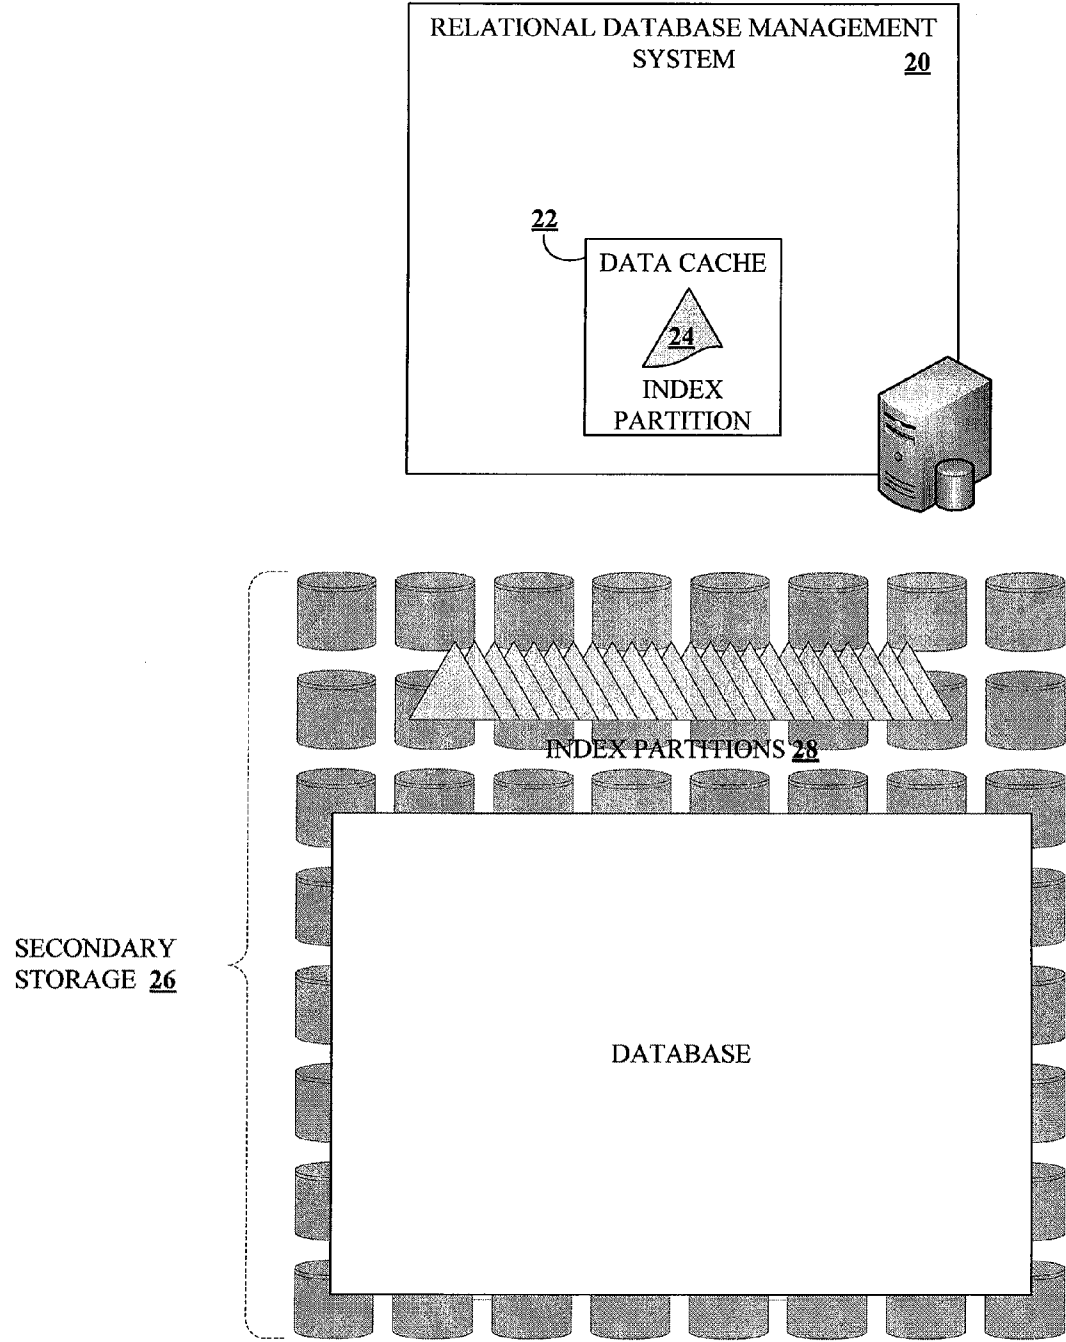 RELATIONAL DATABASE MANAGEMENT
SYSTEM
20
22
DATA CACHE
24
INDEX
PARTITION
INDEX PARTITIONS 28
SECONDARY
STORAGE 26
DATABASE